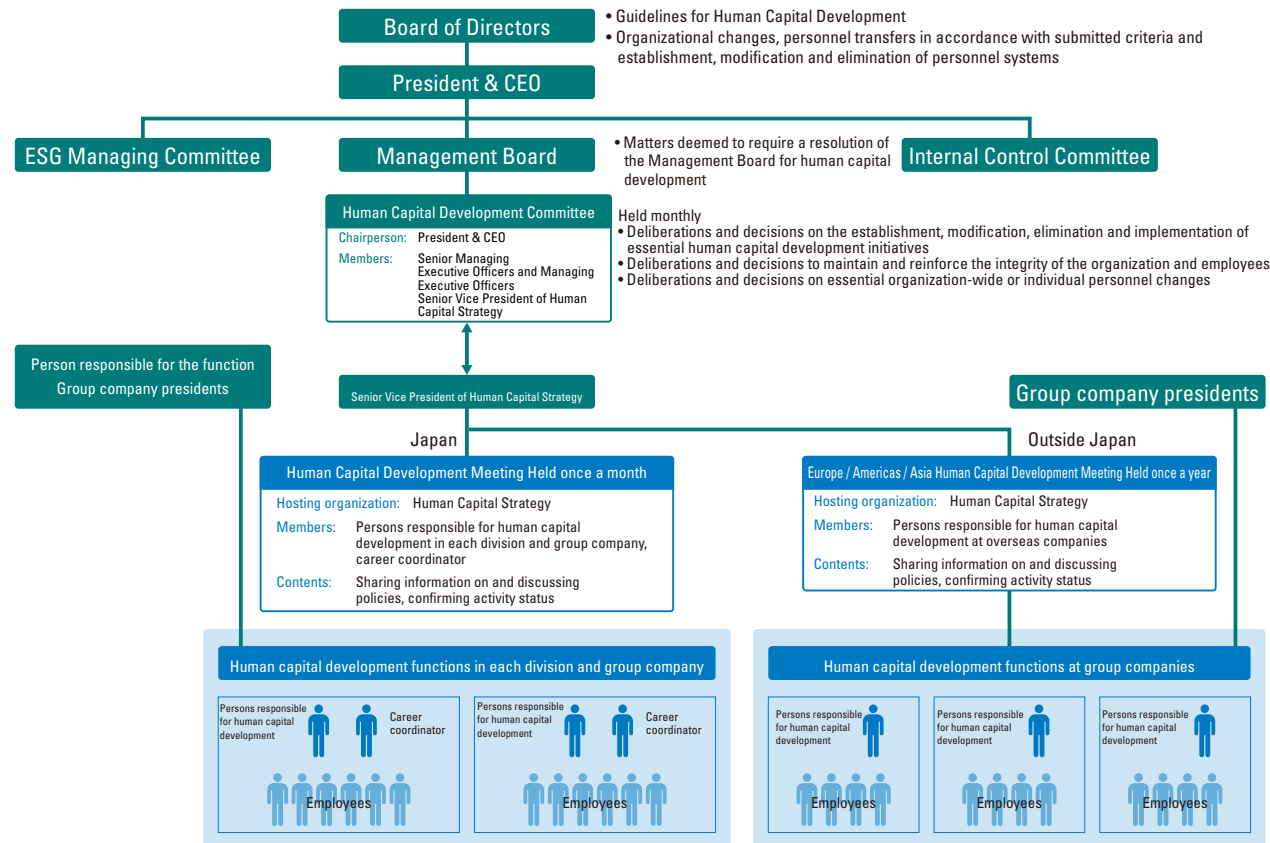 Board of Directors
• Guidelines for Human Capital Development
• Organizational changes, personnel transfers in accordance with submitted criteria and
establishment, modification and elimination of personnel systems
President & CEO
ESG Managing Committee
Management Board
• Matters deemed to require a resolution of
the Management Board for human capital
development
Internal Control Committee
Human Capital Development Committee
Chairperson: President & CEO
Members: Senior Managing
Executive Officers and Managing
Executive Officers
Senior Vice President of Human
Capital Strategy
Held monthly
• Deliberations and decisions on the establishment, modification, elimination and implementation of
essential human capital development initiatives
• Deliberations and decisions to maintain and reinforce the integrity of the organization and employees
• Deliberations and decisions on essential organization-wide or individual personnel changes
Person responsible for the function
Group company presidents
Senior Vice President of Human Capital Strategy
Group company presidents
Japan
Outside Japan
Human Capital Development Meeting Held once a month
Hosting organization: Human Capital Strategy
Members: Persons responsible for human capital
development in each division and group company,
career coordinator
Contents: Sharing information on and discussing
policies, confirming activity status
Europe / Americas / Asia Human Capital Development Meeting Held once a year
Hosting organization: Human Capital Strategy
Members: Persons responsible for human capital
development at overseas companies
Contents: Sharing information on and discussing
policies, confirming activity status
Human capital development functions in each division and group company
Persons responsible
for human capital
development
Career
coordinator
Employees
Persons responsible
for human capital
development
Career
coordinator
Employees
Human capital development functions at group companies
Persons responsible
for human capital
development
Employees
Persons responsible
for human capital
development
Employees
Persons responsible
for human capital
development
Employees